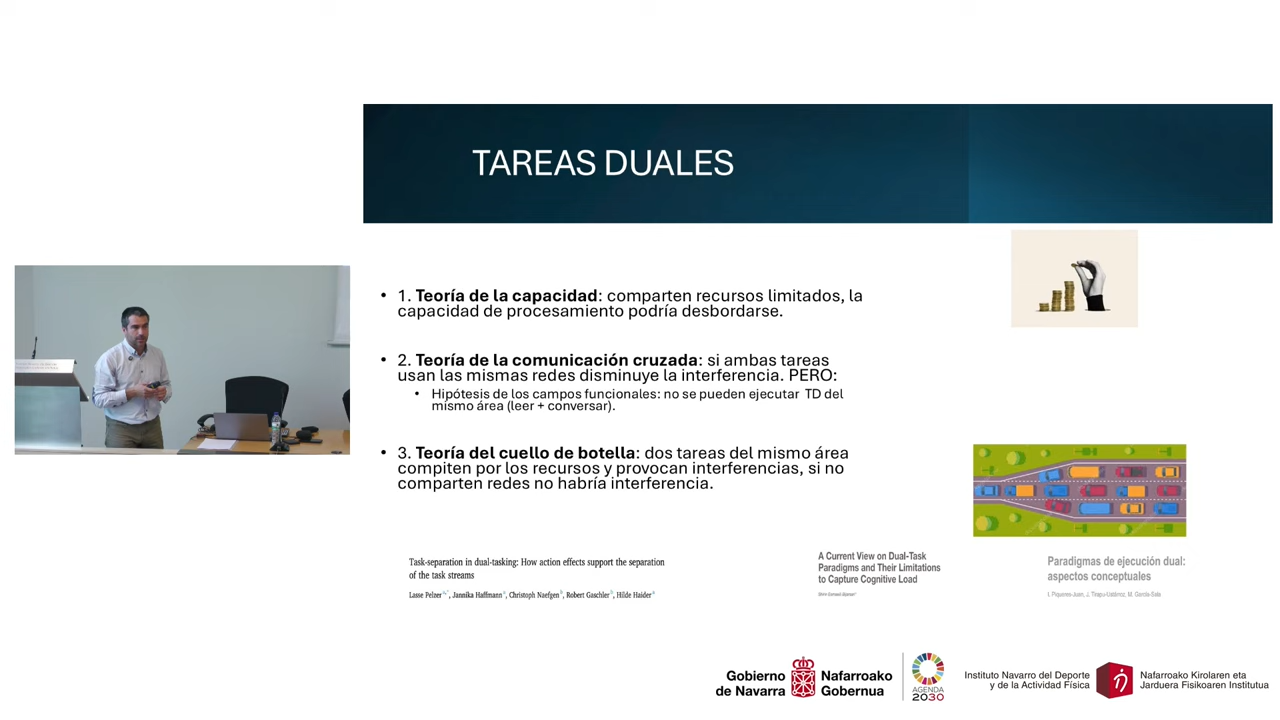 TAREAS DUALES
• 1. Teoría de la capacidad: comparten recursos limitados, la
capacidad de procesamiento podría desbordarse.
• 2. Teoría de la comunicación cruzada: si ambas tareas
usan las mismas redes disminuye la interferencia. PERO:
• Hipótesis de los campos funcionales: no se pueden ejecutar TD del
mismo área (leer + conversar).
• 3. Teoría del cuello de botella: dos tareas del mismo área
compiten por los recursos y provocan interferencias, si no
comparten redes no habría interferencia.
Task-separation in dual-tasking: How action effects support the separation
of the task streams
Lasse Pelzer, Jannika Haffmann, Christoph Naefgen, Robert Gaschler, Hilde Haider
A Current View on Dual-Task
Paradigms and Their Limitations
to Capture Cognitive Load
Paradigmas de ejecución dual:
aspectos conceptuales
Gobierno
de Navarra
Nafarroako
Gobernua
AGENDA
2030
Instituto Navarro del Deporte
y de la Actividad Física
Nafarroako Kirolaren eta
Jarduera Fisikoaren Institutua